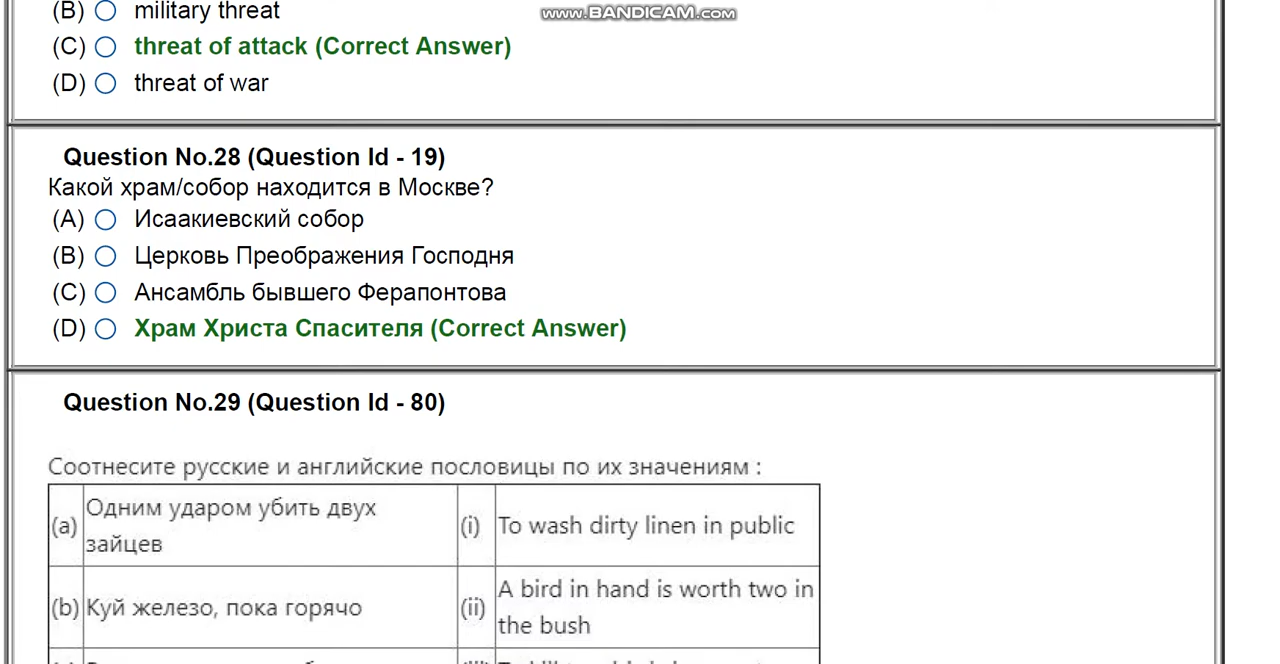 (B) military threat
www.BANDICAM.com
(C) threat of attack (Correct Answer)
(D) threat of war
Question No.28 (Question Id - 19)
Какой храм/собор находится в Москве?
(A) Исаакиевский собор
(B) Церковь Преображения Господня
(C) Ансамбль бывшего Ферапонтова
(D) Храм Христа Спасителя (Correct Answer)
Question No.29 (Question Id - 80)
Соотнесите русские и английские пословицы по их значениям :
(a) Одним ударом убить двух зайцев (i) To wash dirty linen in public
(b) Куй железо, пока горячо (ii) A bird in hand is worth two in the bush